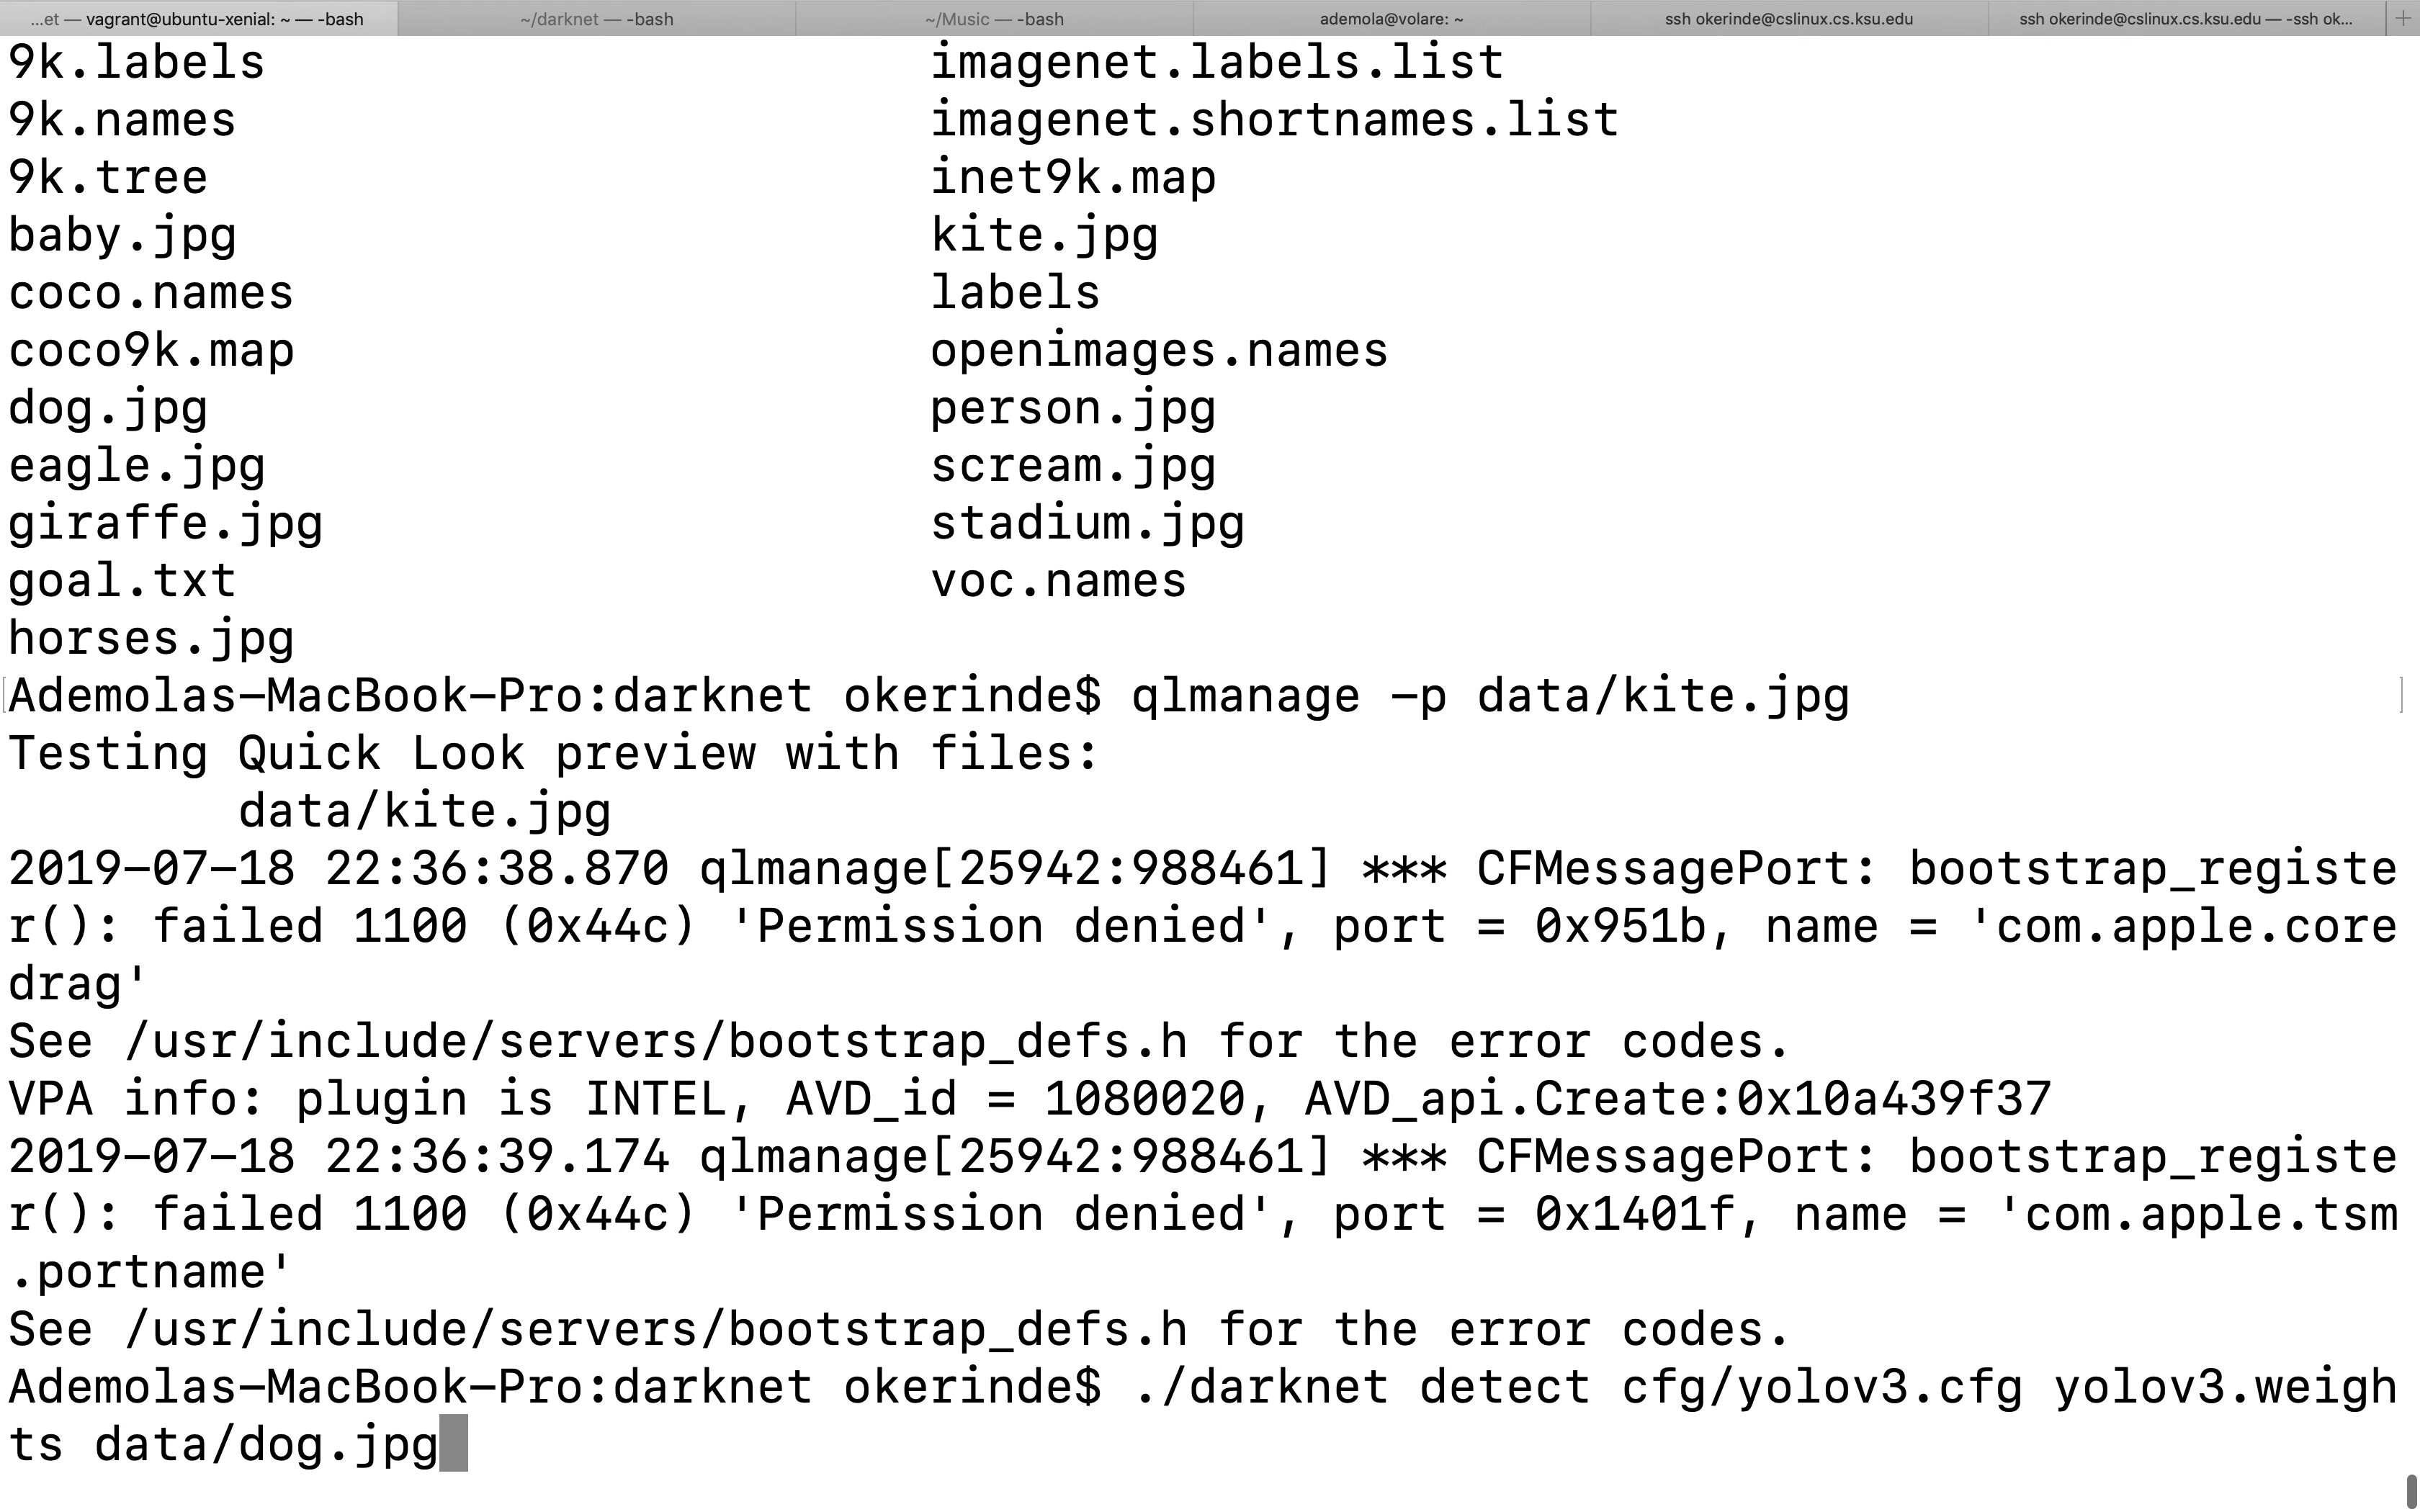 ...et — vagrant@ubuntu-xenial: ~ — -bash ~/darknet — -bash ~/Music — -bash ademola@volare: ~ ssh okerinde@cslinux.cs.ksu.edu ssh okerinde@cslinux.cs.ksu.edu — -ssh ok... +
9k.labels imagenet.labels.list
9k.names imagenet.shortnames.list
9k.tree inet9k.map
baby.jpg kite.jpg
coco.names labels
coco9k.map openimages.names
dog.jpg person.jpg
eagle.jpg scream.jpg
giraffe.jpg stadium.jpg
goal.txt voc.names
horses.jpg
[Ademolas-MacBook-Pro:darknet okerinde$ qlmanage -p data/kite.jpg ]
Testing Quick Look preview with files:
data/kite.jpg
2019-07-18 22:36:38.870 qlmanage[25942:988461] *** CFMessagePort: bootstrap_registe
r(): failed 1100 (0x44c) 'Permission denied', port = 0x951b, name = 'com.apple.core
drag'
See /usr/include/servers/bootstrap_defs.h for the error codes.
VPA info: plugin is INTEL, AVD_id = 1080020, AVD_api.Create:0x10a439f37
2019-07-18 22:36:39.174 qlmanage[25942:988461] *** CFMessagePort: bootstrap_registe
r(): failed 1100 (0x44c) 'Permission denied', port = 0x1401f, name = 'com.apple.tsm
.portname'
See /usr/include/servers/bootstrap_defs.h for the error codes.
Ademolas-MacBook-Pro:darknet okerinde$ ./darknet detect cfg/yolov3.cfg yolov3.weigh
ts data/dog.jpg